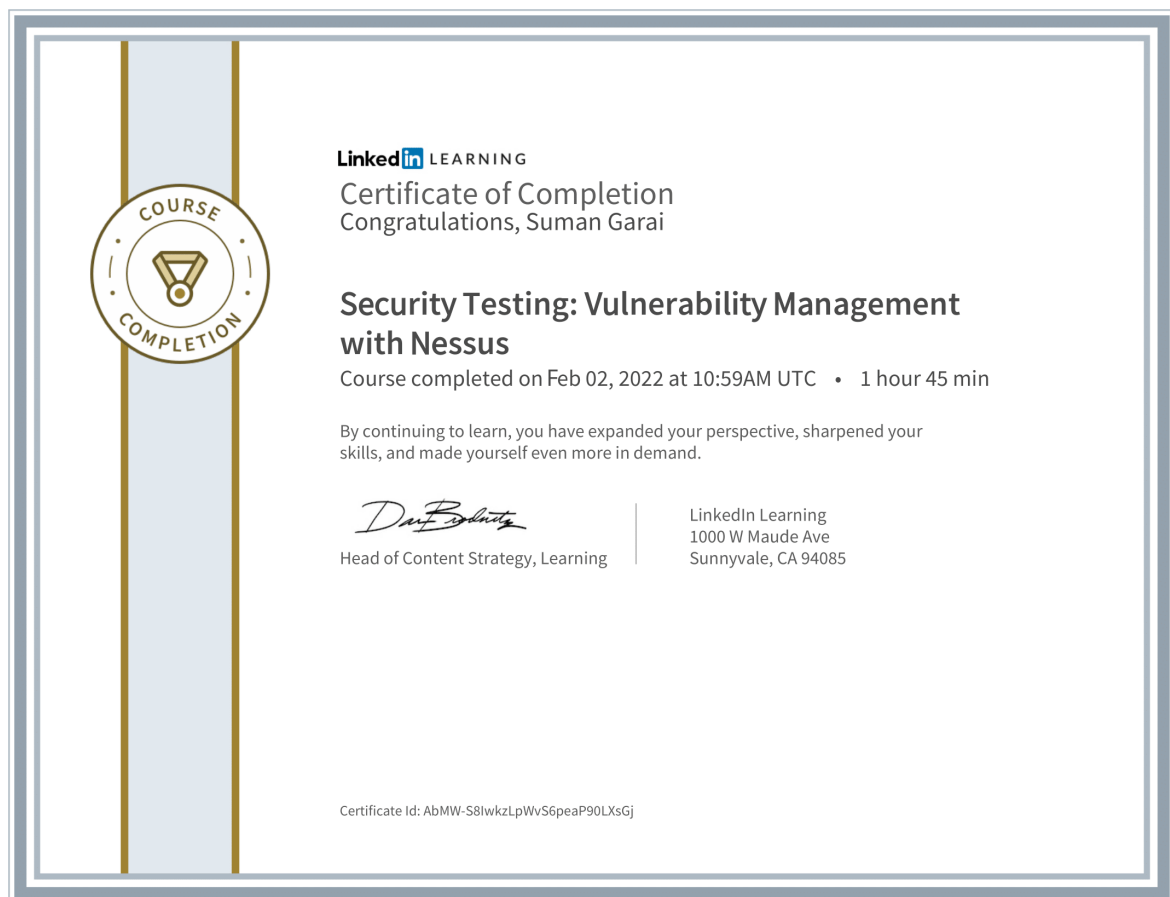 COURSE
COMPLETION
Linked in LEARNING
Certificate of Completion
Congratulations, Suman Garai
Security Testing: Vulnerability Management
with Nessus
Course completed on Feb 02, 2022 at 10:59AM UTC • 1 hour 45 min
By continuing to learn, you have expanded your perspective, sharpened your
skills, and made yourself even more in demand.
Head of Content Strategy, Learning
LinkedIn Learning
1000 W Maude Ave
Sunnyvale, CA 94085
Certificate Id: AbMW-S8IwkzLpWvS6peaP90LXsGj